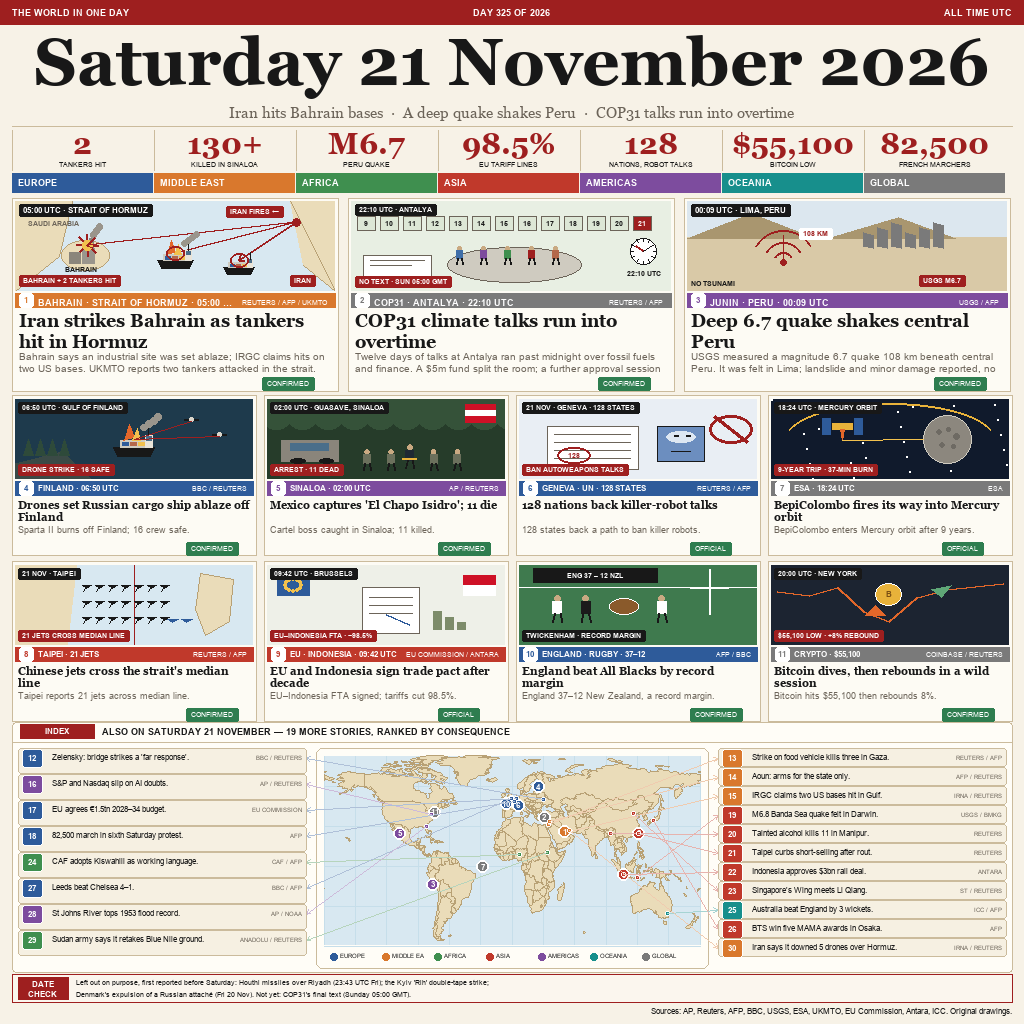 THE WORLD IN ONE DAY
DAY 325 OF 2026
ALL TIME UTC
Saturday 21 November 2026
Iran hits Bahrain bases · A deep quake shakes Peru · COP31 talks run into overtime
2
TANKERS HIT
130+
KILLED IN SINALOA
M6.7
PERU QUAKE
98.5%
EU TARIFF LINES
128
NATIONS, ROBOT TALKS
$55,100
BITCOIN LOW
82,500
FRENCH MARCHERS
EUROPE
MIDDLE EAST
AFRICA
ASIA
AMERICAS
OCEANIA
GLOBAL
05:00 UTC · STRAIT OF HORMUZ
IRAN FIRES ←
SAUDI ARABIA
BAHRAIN
BAHRAIN + 2 TANKERS HIT
IRAN
1 BAHRAIN · STRAIT OF HORMUZ · 05:00 ... REUTERS / AFP / UKMTO
Iran strikes Bahrain as tankers
hit in Hormuz
Bahrain says an industrial site was set ablaze; IRGC claims hits on
two US bases. UKMTO reports two tankers attacked in the strait.
CONFIRMED
22:10 UTC · ANTALYA
9 10 11 12 13 14 15 16 17 18 19 20 21
22:10 UTC
NO TEXT · SUN 05:00 GMT
2 COP31 · ANTALYA · 22:10 UTC REUTERS / AFP
COP31 climate talks run into
overtime
Twelve days of talks at Antalya ran past midnight over fossil fuels
and finance. A $5m fund split the room; a further approval session
CONFIRMED
00:09 UTC · LIMA, PERU
108 KM
NO TSUNAMI
USGS M6.7
3 JUNIN · PERU · 00:09 UTC USGS / AFP
Deep 6.7 quake shakes central
Peru
USGS measured a magnitude 6.7 quake 108 km beneath central
Peru. It was felt in Lima; landslide and minor damage reported, no
CONFIRMED
06:50 UTC · GULF OF FINLAND
DRONE STRIKE · 16 SAFE
4 FINLAND · 06:50 UTC BBC / REUTERS
Drones set Russian cargo ship ablaze off
Finland
Sparta II burns off Finland; 16 crew safe.
CONFIRMED
02:00 UTC · GUASAVE, SINALOA
ARREST · 11 DEAD
5 SINALOA · 02:00 UTC AP / REUTERS
Mexico captures 'El Chapo Isidro'; 11 die
Cartel boss caught in Sinaloa; 11 killed.
CONFIRMED
21 NOV · GENEVA · 128 STATES
128
BAN AUTOWEAPONS TALKS
6 GENEVA · UN · 128 STATES REUTERS
128 nations back killer-robot talks
128 states back a path to ban killer robots.
OFFICIAL
18:24 UTC · MERCURY ORBIT
9-YEAR TRIP · 37-MIN BURN
7 ESA · 18:24 UTC ESA
BepiColombo fires its way into Mercury
orbit
BepiColombo enters Mercury orbit after 9 years.
OFFICIAL
21 NOV · TAIPEI
21 JETS CROSS MEDIAN LINE
8 TAIPEI · 21 JETS REUTERS / AFP
Chinese jets cross the strait's median
line
Taipei reports 21 jets across median line.
CONFIRMED
09:42 UTC · BRUSSELS
EU–INDONESIA FTA · ~98.5%
9 EU · INDONESIA · 09:42 UTC EU COMMISSION / ANTARA
EU and Indonesia sign trade pact after
decade
EU–Indonesia FTA signed; tariffs cut 98.5%.
OFFICIAL
ENG 37 – 12 NZL
TWICKENHAM · RECORD MARGIN
10 ENGLAND · RUGBY · 37–12 AFP / BBC
England beat All Blacks by record
margin
England 37–12 New Zealand, a record margin.
CONFIRMED
20:00 UTC · NEW YORK
B
$55,100 LOW · +8% REBOUND
11 CRYPTO · $55,100 COINBASE / REUTERS
Bitcoin dives, then rebounds in a wild
session
Bitcoin hits $55,100 then rebounds 8%.
CONFIRMED
INDEX
ALSO ON SATURDAY 21 NOVEMBER — 19 MORE STORIES, RANKED BY CONSEQUENCE
12 Zelensky: bridge strikes a 'far response'. BBC / REUTERS
16 S&P and Nasdaq slip on AI doubts. AP / REUTERS
17 EU agrees €1.5tn 2028–34 budget. EU COMMISSION
18 82,500 march in sixth Saturday protest. AFP
24 CAF adopts Kiswahili as working language. CAF / AFP
27 Leeds beat Chelsea 4–1. BBC / AFP
28 St Johns River tops 1953 flood record. AP / NOAA
29 Sudan army says it retakes Blue Nile ground. ANADOLU / REUTERS
4
6
2
5
3
7
EUROPE
MIDDLE EA
AFRICA
ASIA
AMERICAS
OCEANIA
GLOBAL
13 Strike on food vehicle kills three in Gaza. REUTERS / AFP
14 Aoun: arms for the state only. AFP / REUTERS
15 IRGC claims two US bases hit in Gulf. IRNA / REUTERS
19 M6.8 Banda Sea quake felt in Darwin. USGS / BMKG
20 Tainted alcohol kills 11 in Manipur. REUTERS
21 Taipei curbs short-selling after rout. REUTERS
22 Indonesia approves $3bn rail deal. ANTARA
23 Singapore's Wing meets Li Qiang. ST / REUTERS
25 Australia beat England by 3 wickets. ICC / AFP
26 BTS win five MAMA awards in Osaka. AFP
30 Iran says it downed 5 drones over Hormuz. IRNA / REUTERS
DATE
CHECK
Left out on purpose, first reported before Saturday: Houthi missiles over Riyadh (23:43 UTC Fri); the Kyiv 'Rih' double-tape strike;
Denmark's expulsion of a Russian attaché (Fri 20 Nov). Not yet: COP31's final text (Sunday 05:00 GMT).
Sources: AP, Reuters, AFP, BBC, USGS, ESA, UKMTO, EU Commission, Antara, ICC. Original drawings.